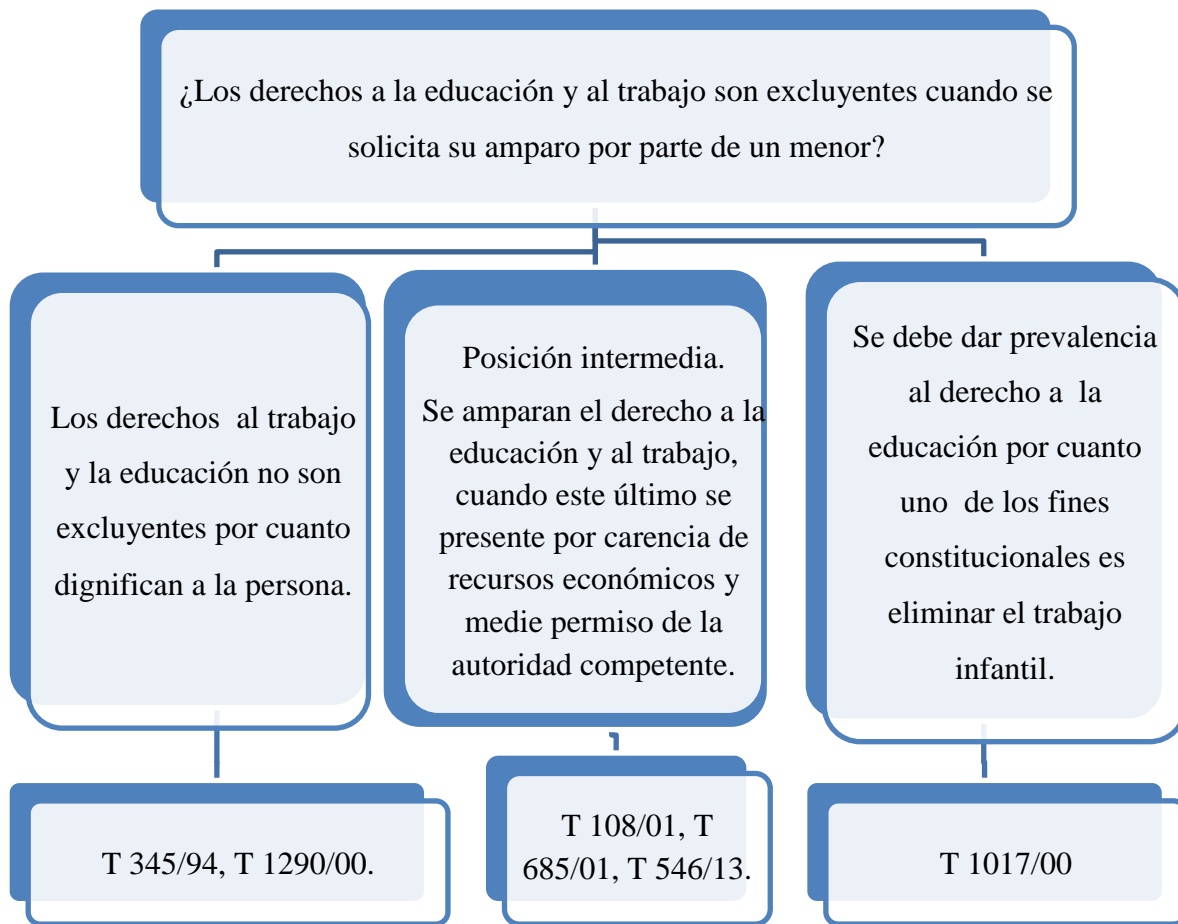 ¿Los derechos a la educación y al trabajo son excluyentes cuando se
solicita su amparo por parte de un menor?
Los derechos al trabajo
y la educación no son
excluyentes por cuanto
dignifican a la persona.
Posición intermedia.
Se amparan el derecho a la
educación y al trabajo,
cuando este último se
presente por carencia de
recursos económicos y
medie permiso de la
autoridad competente.
Se debe dar prevalencia
al derecho a la
educación por cuanto
uno de los fines
constitucionales es
eliminar el trabajo
infantil.
T 345/94, T 1290/00.
T 108/01, T
685/01, T 546/13.
T 1017/00